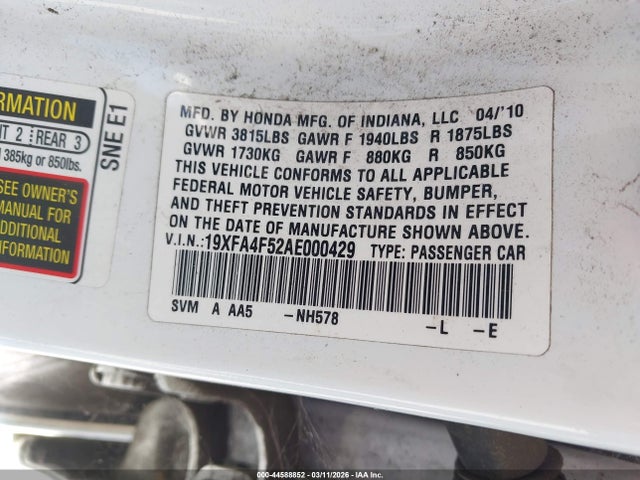 ORMATION
T 2 REAR 3
385kg or 850lbs.
SEE OWNER'S
MANUAL FOR
ADDITIONAL
INFORMATION
SNE E1
MFD. BY HONDA MFG. OF INDIANA, LLC 04/'10
GVWR 3815LBS GAWR F 1940LBS R 1875LBS
GVWR 1730KG GAWR F 880KG R 850KG
THIS VEHICLE CONFORMS TO ALL APPLICABLE
FEDERAL MOTOR VEHICLE SAFETY, BUMPER,
AND THEFT PREVENTION STANDARDS IN EFFECT
ON THE DATE OF MANUFACTURE SHOWN ABOVE.
V.I.N.:19XFA4F52AE000429 TYPE: PASSENGER CAR
SVM A AA5 -NH578 -L -E
000-44588852 - 03/11/2026 - IAA Inc.